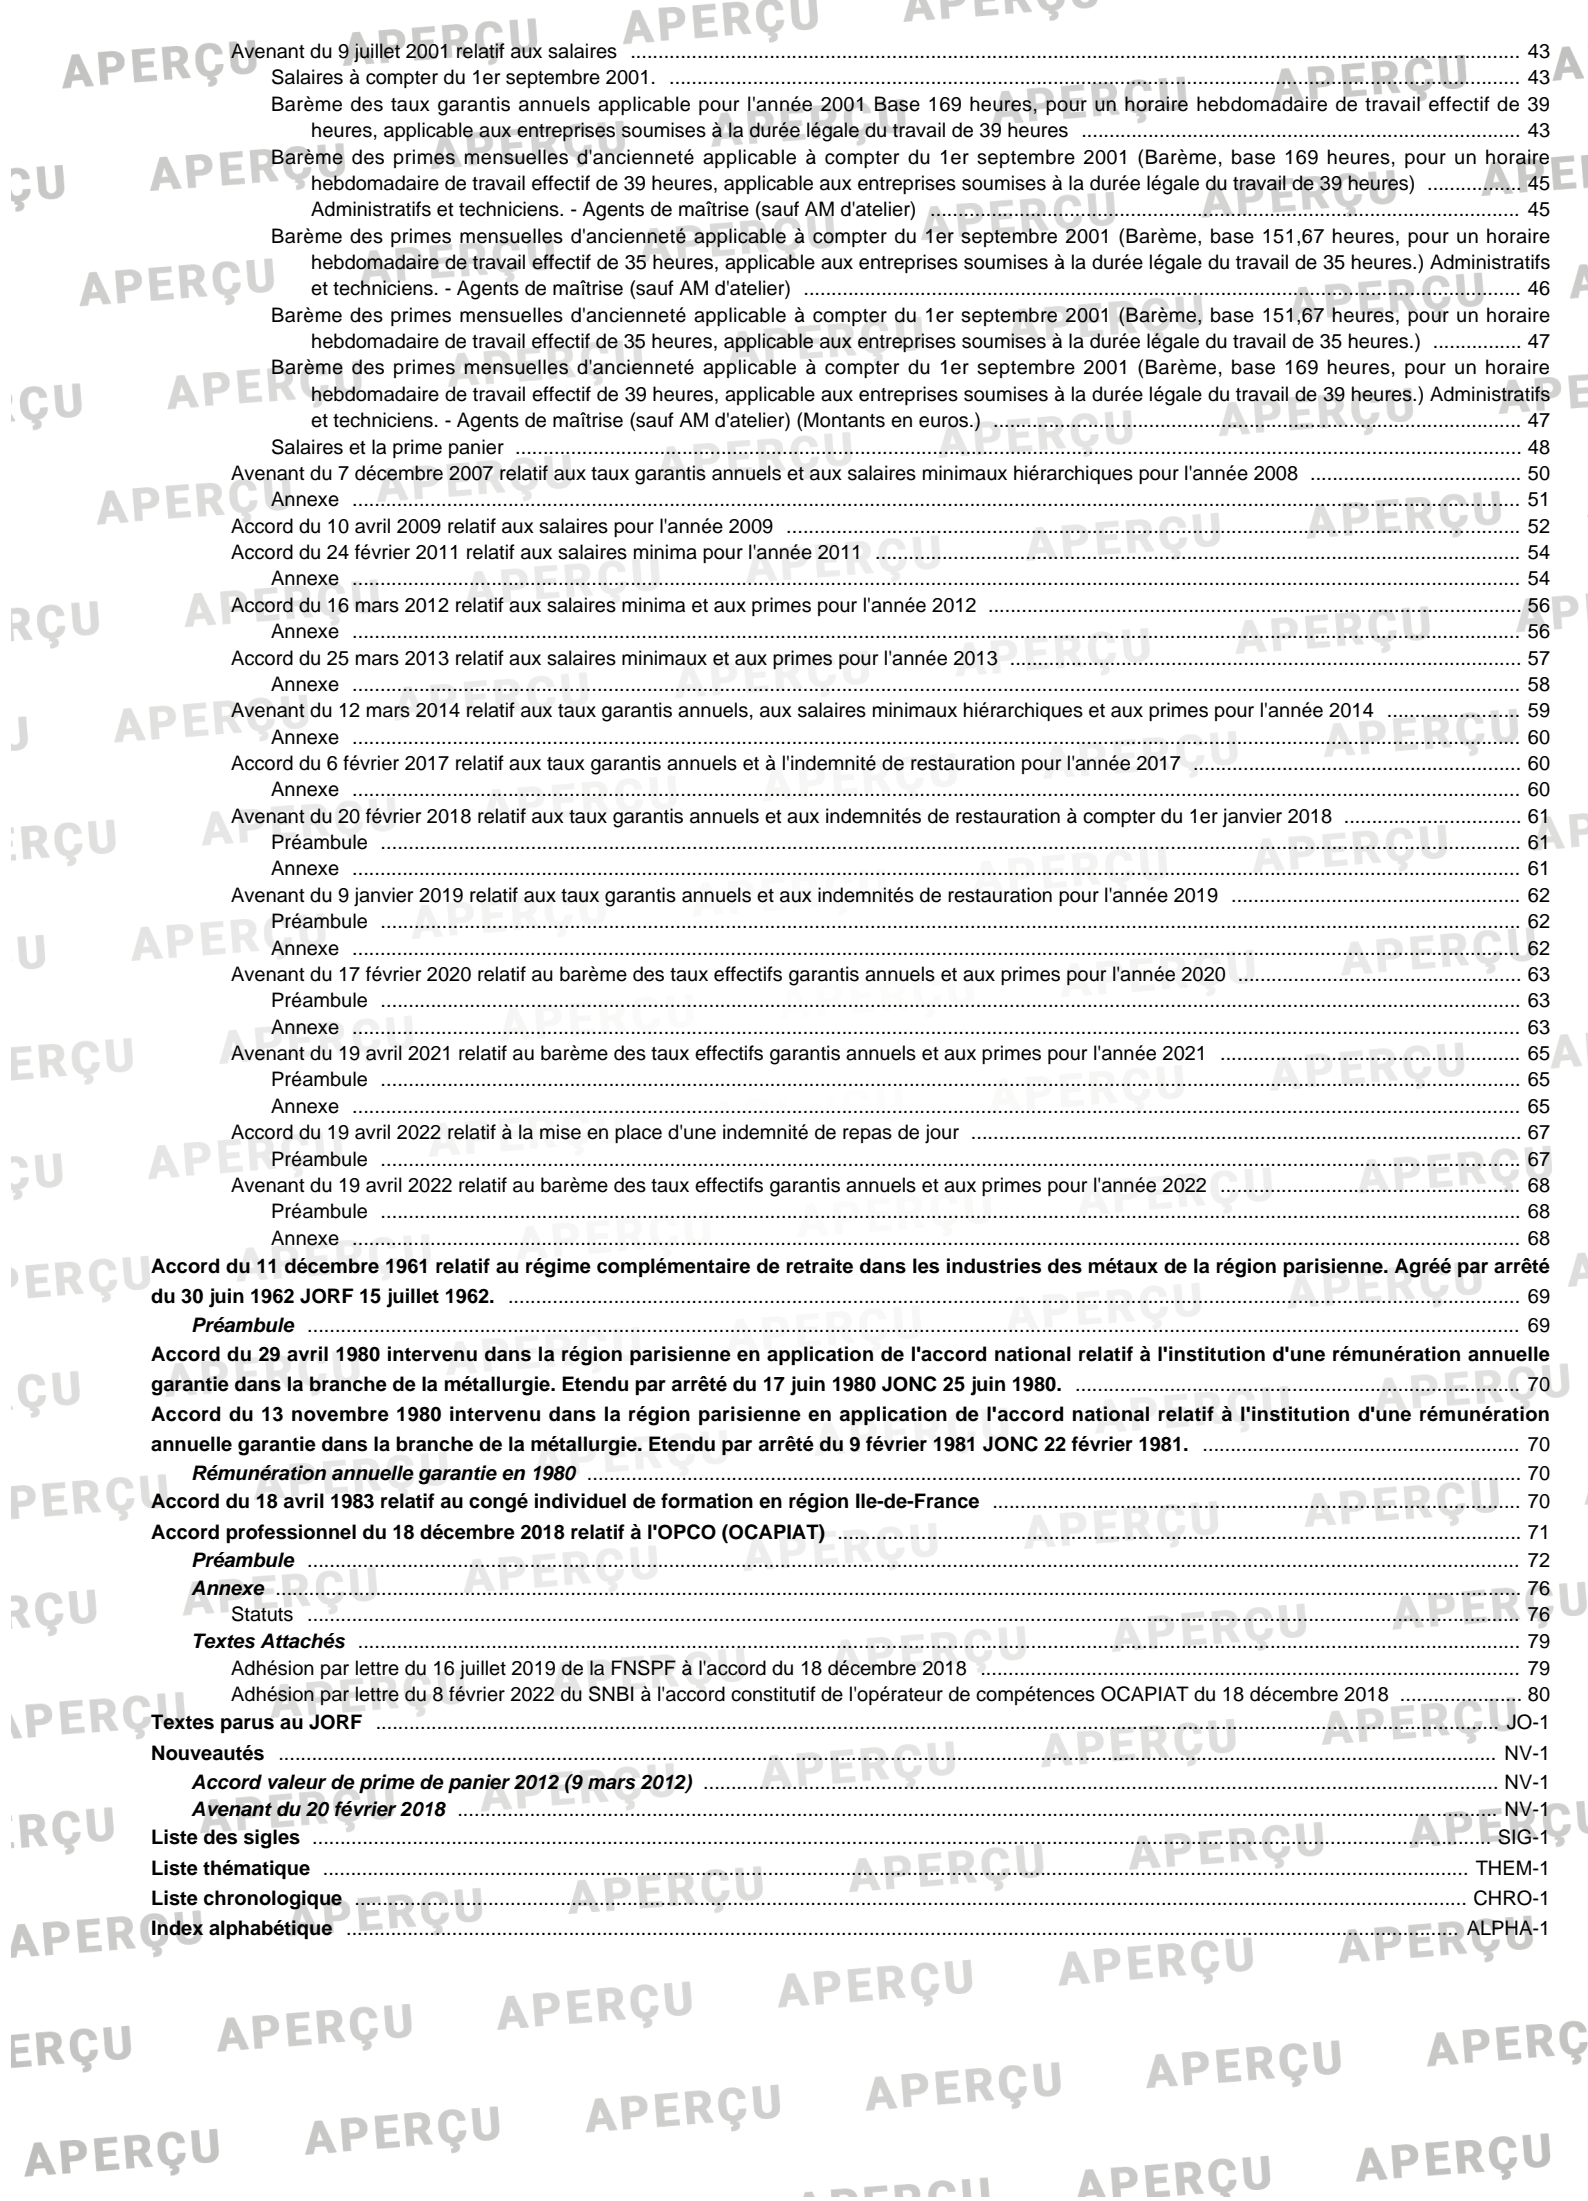 Avenant du 9 juillet 2001 relatif aux salaires ... 43
Salaires à compter du 1er septembre 2001. ... 43
Barème des taux garantis annuels applicable pour l'année 2001 Base 169 heures, pour un horaire hebdomadaire de travail effectif de 39
heures, applicable aux entreprises soumises à la durée légale du travail de 39 heures ... 43
Barème des primes mensuelles d'ancienneté applicable à compter du 1er septembre 2001 (Barème, base 169 heures, pour un horaire
hebdomadaire de travail effectif de 39 heures, applicable aux entreprises soumises à la durée légale du travail de 39 heures) ... 45
Administratifs et techniciens. - Agents de maîtrise (sauf AM d'atelier) ... 45
Barème des primes mensuelles d'ancienneté applicable à compter du 1er septembre 2001 (Barème, base 151,67 heures, pour un horaire
hebdomadaire de travail effectif de 35 heures, applicable aux entreprises soumises à la durée légale du travail de 35 heures.) Administratifs
et techniciens. - Agents de maîtrise (sauf AM d'atelier) ... 46
Barème des primes mensuelles d'ancienneté applicable à compter du 1er septembre 2001 (Barème, base 151,67 heures, pour un horaire
hebdomadaire de travail effectif de 35 heures, applicable aux entreprises soumises à la durée légale du travail de 35 heures.) ... 47
Barème des primes mensuelles d'ancienneté applicable à compter du 1er septembre 2001 (Barème, base 169 heures, pour un horaire
hebdomadaire de travail effectif de 39 heures, applicable aux entreprises soumises à la durée légale du travail de 39 heures.) Administratifs
et techniciens. - Agents de maîtrise (sauf AM d'atelier) (Montants en euros.) ... 47
Salaires et la prime panier ... 48
Avenant du 7 décembre 2007 relatif aux taux garantis annuels et aux salaires minimaux hiérarchiques pour l'année 2008 ... 50
Annexe ... 51
Accord du 10 avril 2009 relatif aux salaires pour l'année 2009 ... 52
Accord du 24 février 2011 relatif aux salaires minima pour l'année 2011 ... 54
Annexe ... 54
Accord du 16 mars 2012 relatif aux salaires minima et aux primes pour l'année 2012 ... 56
Annexe ... 56
Accord du 25 mars 2013 relatif aux salaires minimaux et aux primes pour l'année 2013 ... 57
Annexe ... 58
Avenant du 12 mars 2014 relatif aux taux garantis annuels, aux salaires minimaux hiérarchiques et aux primes pour l'année 2014 ... 59
Annexe ... 60
Accord du 6 février 2017 relatif aux taux garantis annuels et à l'indemnité de restauration pour l'année 2017 ... 60
Annexe ... 60
Avenant du 20 février 2018 relatif aux taux garantis annuels et aux indemnités de restauration à compter du 1er janvier 2018 ... 61
Préambule ... 61
Annexe ... 61
Avenant du 9 janvier 2019 relatif aux taux garantis annuels et aux indemnités de restauration pour l'année 2019 ... 62
Préambule ... 62
Annexe ... 62
Avenant du 17 février 2020 relatif au barème des taux effectifs garantis annuels et aux primes pour l'année 2020 ... 63
Préambule ... 63
Annexe ... 63
Avenant du 19 avril 2021 relatif au barème des taux effectifs garantis annuels et aux primes pour l'année 2021 ... 65
Préambule ... 65
Annexe ... 65
Accord du 19 avril 2022 relatif à la mise en place d'une indemnité de repas de jour ... 67
Préambule ... 67
Avenant du 19 avril 2022 relatif au barème des taux effectifs garantis annuels et aux primes pour l'année 2022 ... 68
Préambule ... 68
Annexe ... 68
Accord du 11 décembre 1961 relatif au régime complémentaire de retraite dans les industries des métaux de la région parisienne. Agréé par arrêté
du 30 juin 1962 JORF 15 juillet 1962. ... 69
Préambule ... 69
Accord du 29 avril 1980 intervenu dans la région parisienne en application de l'accord national relatif à l'institution d'une rémunération annuelle
garantie dans la branche de la métallurgie. Etendu par arrêté du 17 juin 1980 JONC 25 juin 1980. ... 70
Accord du 13 novembre 1980 intervenu dans la région parisienne en application de l'accord national relatif à l'institution d'une rémunération
annuelle garantie dans la branche de la métallurgie. Etendu par arrêté du 9 février 1981 JONC 22 février 1981. ... 70
Rémunération annuelle garantie en 1980 ... 70
Accord du 18 avril 1983 relatif au congé individuel de formation en région Ile-de-France ... 70
Accord professionnel du 18 décembre 2018 relatif à l'OPCO (OCAPIAT) ... 71
Préambule ... 72
Annexe ... 76
Statuts ... 76
Textes Attachés ... 79
Adhésion par lettre du 16 juillet 2019 de la FNSPF à l'accord du 18 décembre 2018 ... 79
Adhésion par lettre du 8 février 2022 du SNBI à l'accord constitutif de l'opérateur de compétences OCAPIAT du 18 décembre 2018 ... 80
Textes parus au JORF ... JO-1
Nouveautés ... NV-1
Accord valeur de prime de panier 2012 (9 mars 2012) ... NV-1
Avenant du 20 février 2018 ... NV-1
Liste des sigles ... SIG-1
Liste thématique ... THEM-1
Liste chronologique ... CHRO-1
Index alphabétique ... ALPHA-1
APERÇU